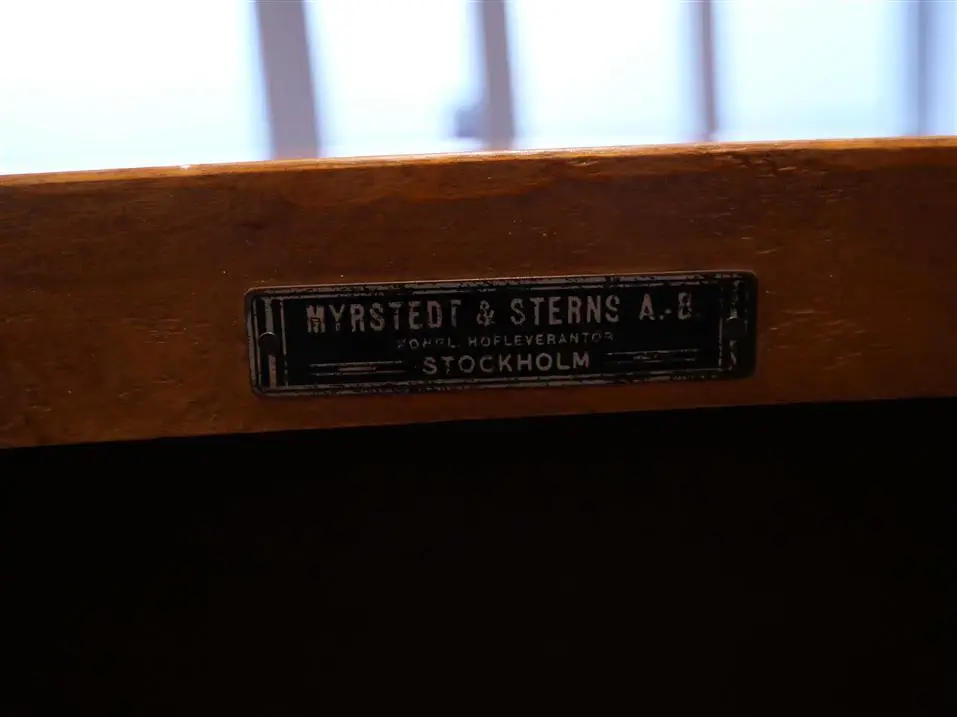 MYRSTEDT & STERNS A.-B.
KONGL. HOFLEVERANTÖR
STOCKHOLM